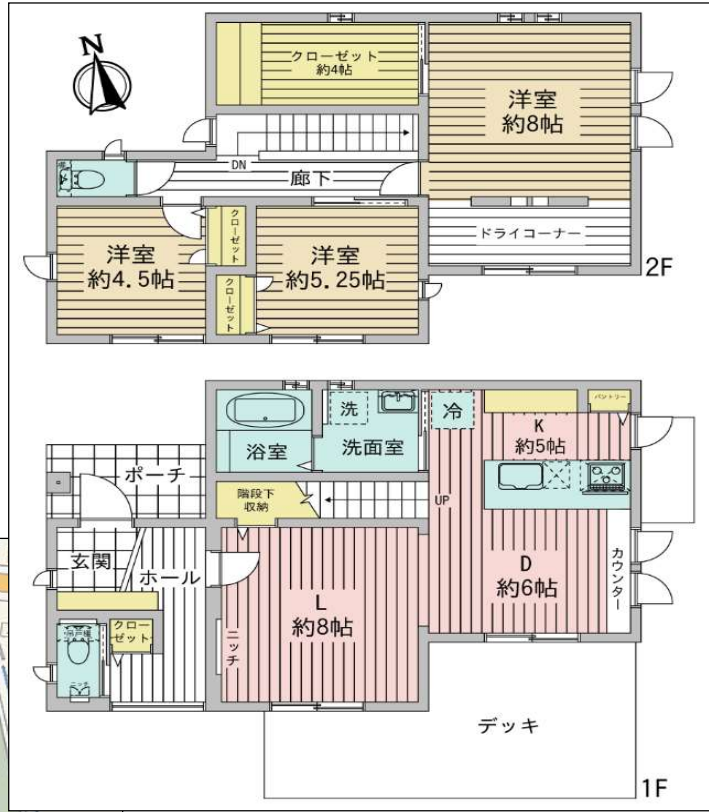 N
クローゼット
約4帖
洋室
約8帖
DN
廊下
棚
洋室
約4.5帖
クローゼット
クローゼット
洋室
約5.25帖
ドライコーナー
2F
ポーチ
浴室
洗
洗面室
冷
K
約5帖
パントリー
階段下
収納
UP
玄関
ホール
L
約8帖
ニッチ
D
約6帖
カウンター
吊戸棚
クロー
ゼット
ニッチ
デッキ
1F